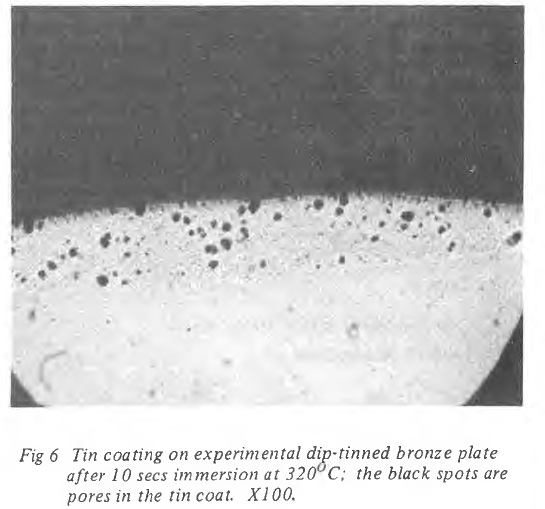 Fig 6 Tin coating on experimental dip-tinned bronze plate
after 10 secs immersion at 320°C; the black spots are
pores in the tin coat. X100.